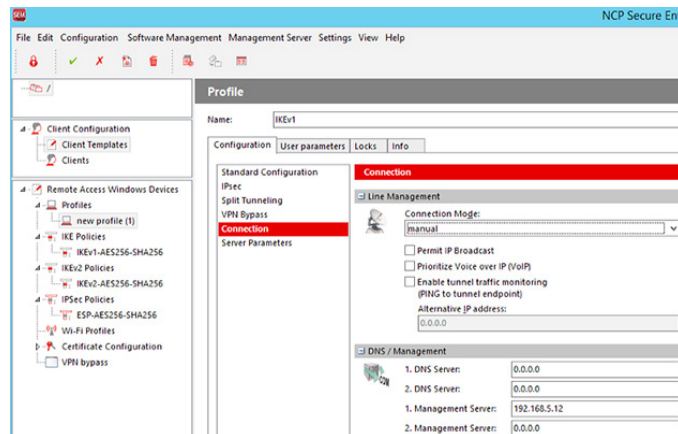 SEM
NCP Secure Ent
File Edit Configuration Software Management Management Server Settings View Help
/
Profile
Name: IKEv1
Client Configuration
Client Templates
Clients
Configuration User parameters Locks Info
Standard Configuration
IPsec
Split Tunneling
VPN Bypass
Connection
Server Parameters
Remote Access Windows Devices
Profiles
new profile (1)
IKE Policies
IKEv1-AES256-SHA256
IKEv2 Policies
IKEv2-AES256-SHA256
IPSec Policies
ESP-AES256-SHA256
Wi-Fi Profiles
Certificate Configuration
VPN bypass
Connection
Line Management
Connection Mode:
manual
Permit IP Broadcast
Prioritize Voice over IP (VoIP)
Enable tunnel traffic monitoring
(PING to tunnel endpoint)
Alternative IP address:
0.0.0.0
DNS / Management
COM
1. DNS Server: 0.0.0.0
2. DNS Server: 0.0.0.0
1. Management Server: 192.168.5.12
2. Management Server: 0.0.0.0